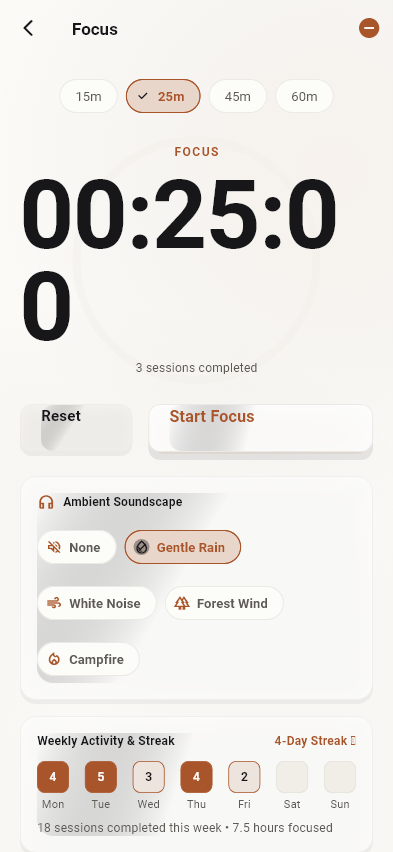 Focus
15m 25m 45m 60m
FOCUS
00:25:0
0
3 sessions completed
Reset Start Focus
Ambient Soundscape
None Gentle Rain
White Noise Forest Wind
Campfire
Weekly Activity & Streak 4-Day Streak
4 5 3 4 2
Mon Tue Wed Thu Fri Sat Sun
18 sessions completed this week • 7.5 hours focused